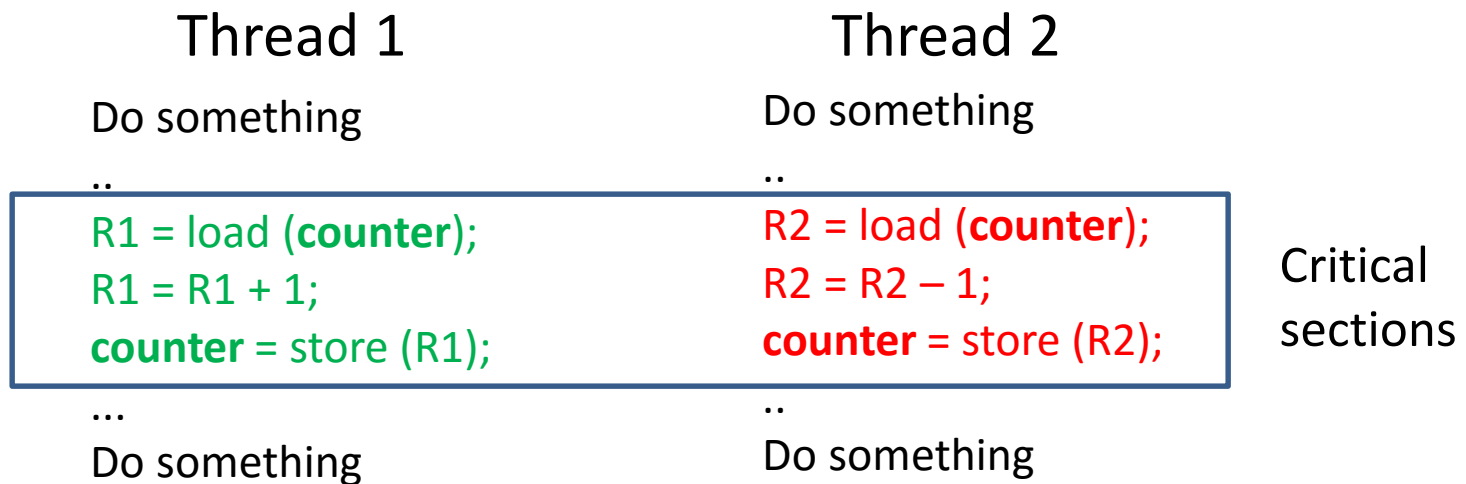 Thread 1
Do something
..
R1 = load (counter);
R1 = R1 + 1;
counter = store (R1);
...
Do something
Thread 2
Do something
..
R2 = load (counter);
R2 = R2 – 1;
counter = store (R2);
..
Do something
Critical
sections